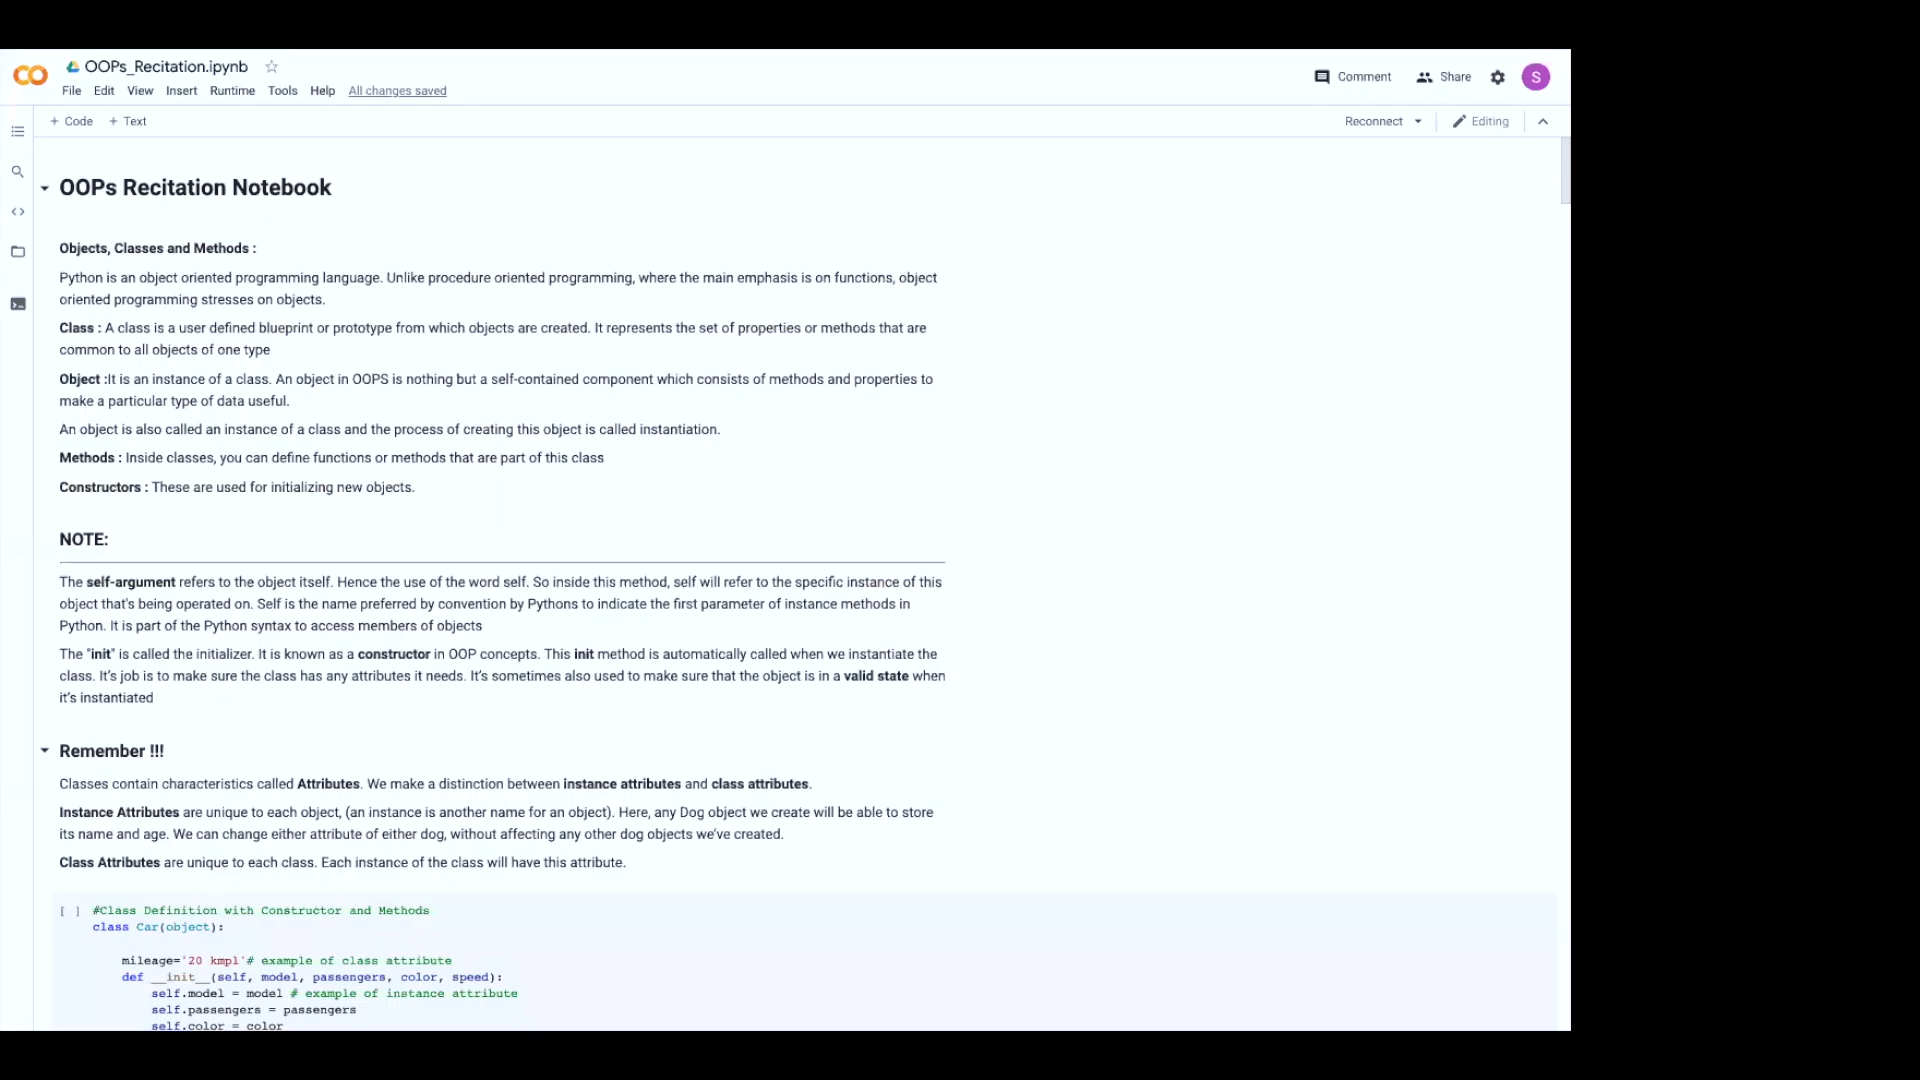 OOPs_Recitation.ipynb
Comment Share S
File Edit View Insert Runtime Tools Help All changes saved
+ Code + Text Reconnect Editing
OOPs Recitation Notebook
Objects, Classes and Methods :
Python is an object oriented programming language. Unlike procedure oriented programming, where the main emphasis is on functions, object
oriented programming stresses on objects.
Class : A class is a user defined blueprint or prototype from which objects are created. It represents the set of properties or methods that are
common to all objects of one type
Object :It is an instance of a class. An object in OOPS is nothing but a self-contained component which consists of methods and properties to
make a particular type of data useful.
An object is also called an instance of a class and the process of creating this object is called instantiation.
Methods : Inside classes, you can define functions or methods that are part of this class
Constructors : These are used for initializing new objects.
NOTE:
The self-argument refers to the object itself. Hence the use of the word self. So inside this method, self will refer to the specific instance of this
object that's being operated on. Self is the name preferred by convention by Pythons to indicate the first parameter of instance methods in
Python. It is part of the Python syntax to access members of objects
The "init" is called the initializer. It is known as a constructor in OOP concepts. This init method is automatically called when we instantiate the
class. It's job is to make sure the class has any attributes it needs. It's sometimes also used to make sure that the object is in a valid state when
it's instantiated
Remember !!!
Classes contain characteristics called Attributes. We make a distinction between instance attributes and class attributes.
Instance Attributes are unique to each object, (an instance is another name for an object). Here, any Dog object we create will be able to store
its name and age. We can change either attribute of either dog, without affecting any other dog objects we've created.
Class Attributes are unique to each class. Each instance of the class will have this attribute.
[ ] #Class Definition with Constructor and Methods
class Car(object):
mileage='20 kmpl'# example of class attribute
def __init__(self, model, passengers, color, speed):
self.model = model # example of instance attribute
self.passengers = passengers
self.color = color